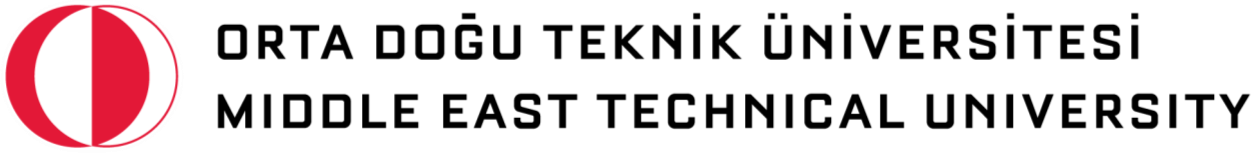 ORTA DOĞU TEKNİK ÜNİVERSİTESİ
MIDDLE EAST TECHNICAL UNIVERSITY